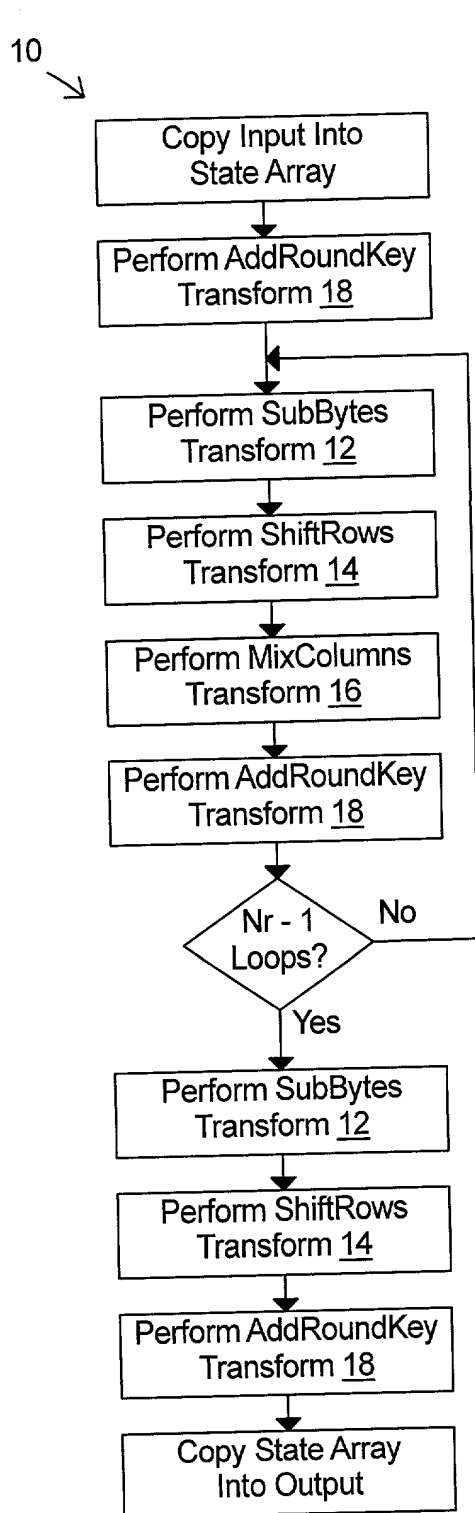 10
Copy Input Into
State Array
Perform AddRoundKey
Transform 18
Perform SubBytes
Transform 12
Perform ShiftRows
Transform 14
Perform MixColumns
Transform 16
Perform AddRoundKey
Transform 18
Nr - 1
Loops?
No
Yes
Perform SubBytes
Transform 12
Perform ShiftRows
Transform 14
Perform AddRoundKey
Transform 18
Copy State Array
Into Output